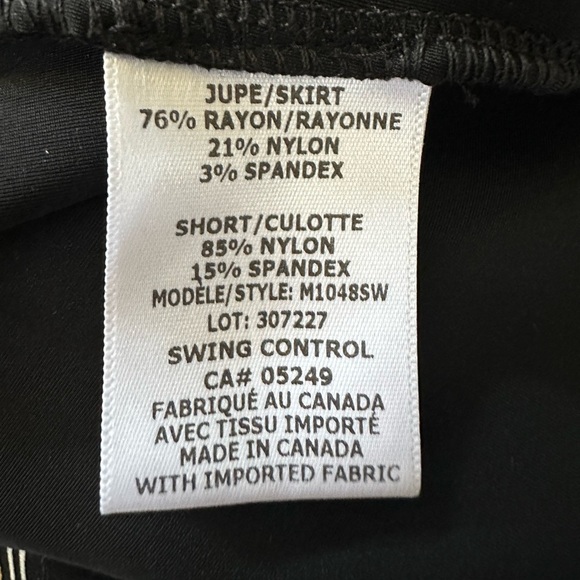 JUPE/SKIRT
76% RAYON/RAYONNE
21% NYLON
3% SPANDEX
SHORT/CULOTTE
85% NYLON
15% SPANDEX
MODÈLE/STYLE: M1048SW
LOT: 307227
SWING CONTROL
CA# 05249
FABRIQUÉ AU CANADA
AVEC TISSU IMPORTÉ
MADE IN CANADA
WITH IMPORTED FABRIC